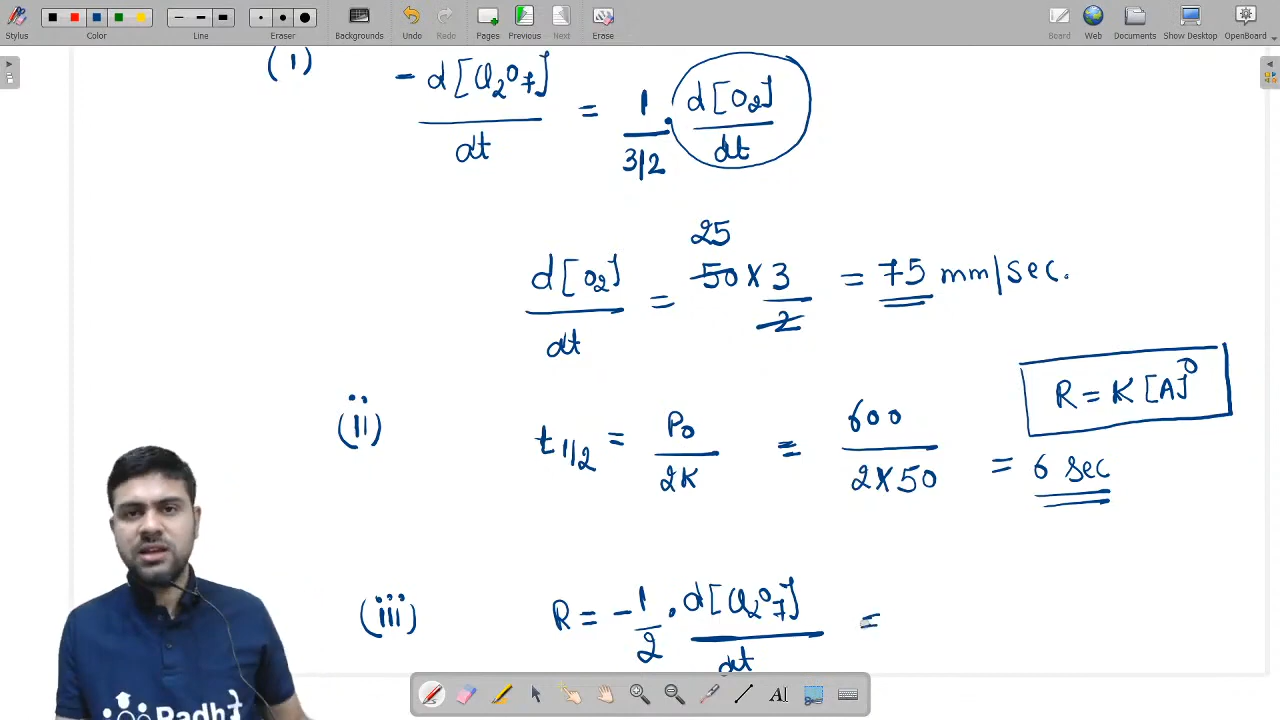 Stylus Color Line Eraser Backgrounds Undo Redo Pages Previous Next Erase Board Web Documents Show Desktop OpenBoard
(i) - d[Cl2O7]/dt = 1/(3/2) · d[O2]/dt
25
d[O2]/dt = 50 × 3/2 = 75 mm/sec.
R = K[A]⁰
(ii) t1/2 = P0/2K = 600/2×50 = 6 sec
(iii) R = -1/2 · d[Cl2O7]/dt =
Padh